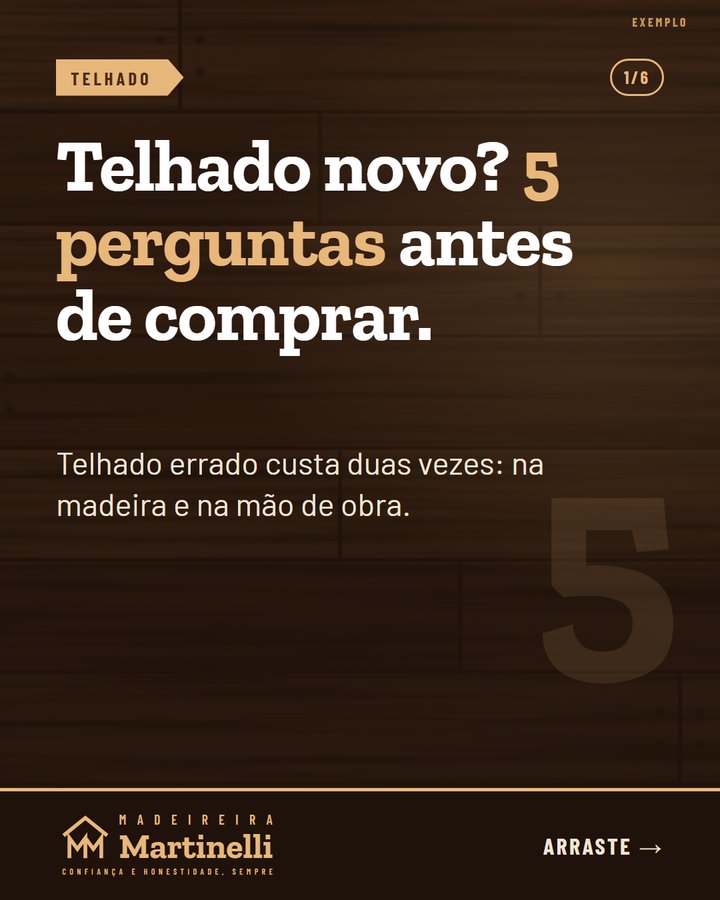 EXEMPLO
TELHADO
1/6
Telhado novo? 5
perguntas antes
de comprar.
Telhado errado custa duas vezes: na
madeira e na mão de obra.
5
MADEIREIRA
Martinelli
CONFIANÇA E HONESTIDADE, SEMPRE
ARRASTE →